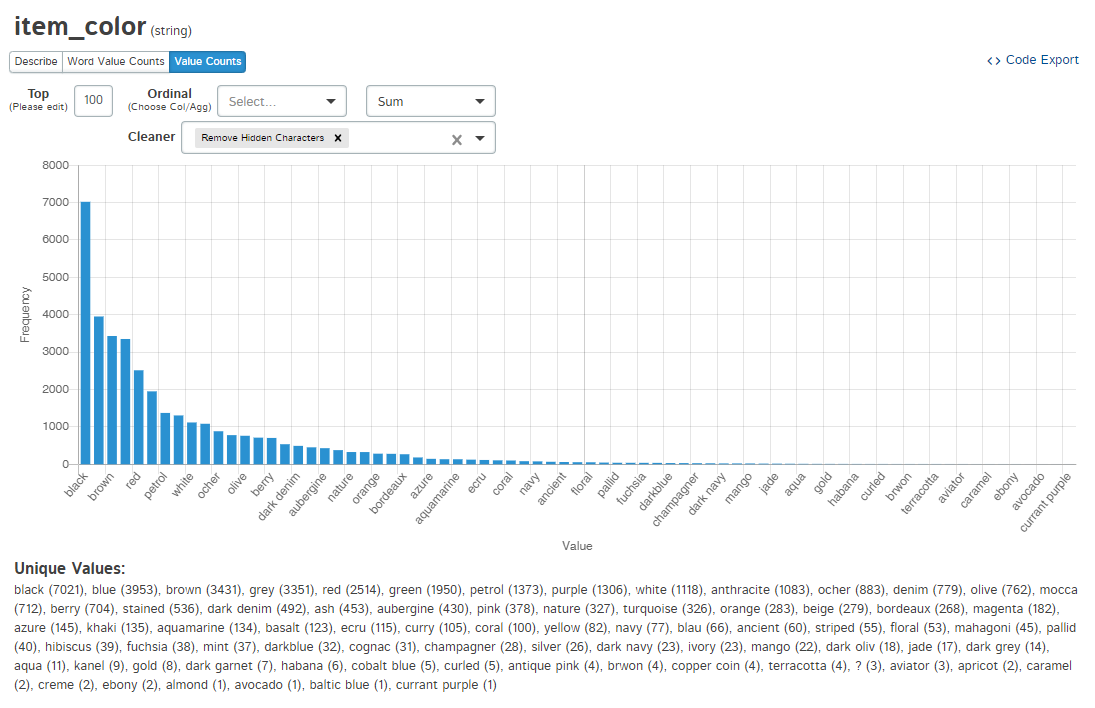 item_color (string)
Describe Word Value Counts Value Counts
<> Code Export
Top
(Please edit)
100
Ordinal
(Choose Col/Agg)
Select...
Sum
Cleaner
Remove Hidden Characters ×
×
8000
7000
6000
5000
4000
3000
2000
1000
0
Frequency
black
brown
red
petrol
white
ocher
olive
berry
dark denim
aubergine
nature
orange
bordeaux
azure
aquamarine
ecru
coral
navy
ancient
floral
pallid
fuchsia
darkblue
champagner
dark navy
mango
jade
aqua
gold
habana
curled
brwon
terracotta
aviator
caramel
ebony
avocado
currant purple
Value
Unique Values:
black (7021), blue (3953), brown (3431), grey (3351), red (2514), green (1950), petrol (1373), purple (1306), white (1118), anthracite (1083), ocher (883), denim (779), olive (762), mocca
(712), berry (704), stained (536), dark denim (492), ash (453), aubergine (430), pink (378), nature (327), turquoise (326), orange (283), beige (279), bordeaux (268), magenta (182),
azure (145), khaki (135), aquamarine (134), basalt (123), ecru (115), curry (105), coral (100), yellow (82), navy (77), blau (66), ancient (60), striped (55), floral (53), mahagoni (45), pallid
(40), hibiscus (39), fuchsia (38), mint (37), darkblue (32), cognac (31), champagner (28), silver (26), dark navy (23), ivory (23), mango (22), dark oliv (18), jade (17), dark grey (14),
aqua (11), kanel (9), gold (8), dark garnet (7), habana (6), cobalt blue (5), curled (5), antique pink (4), brwon (4), copper coin (4), terracotta (4), ? (3), aviator (3), apricot (2), caramel
(2), creme (2), ebony (2), almond (1), avocado (1), baltic blue (1), currant purple (1)